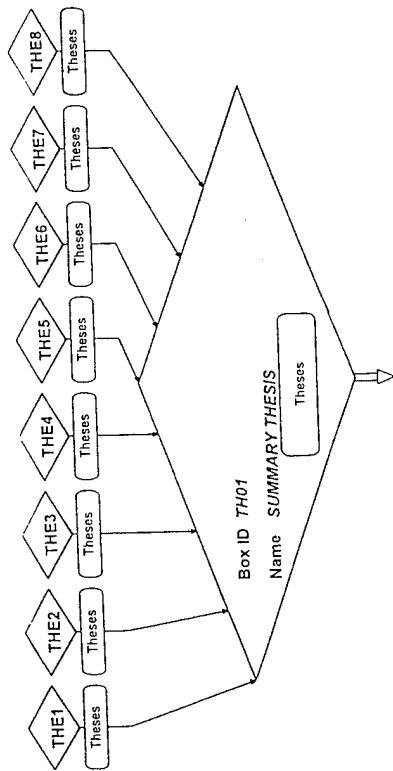 THE1
THE2
THE3
THE4
THE5
THE6
THE7
THE8
Theses
Theses
Theses
Theses
Theses
Theses
Theses
Theses
Box ID TH01
Name SUMMARY THESIS
Theses